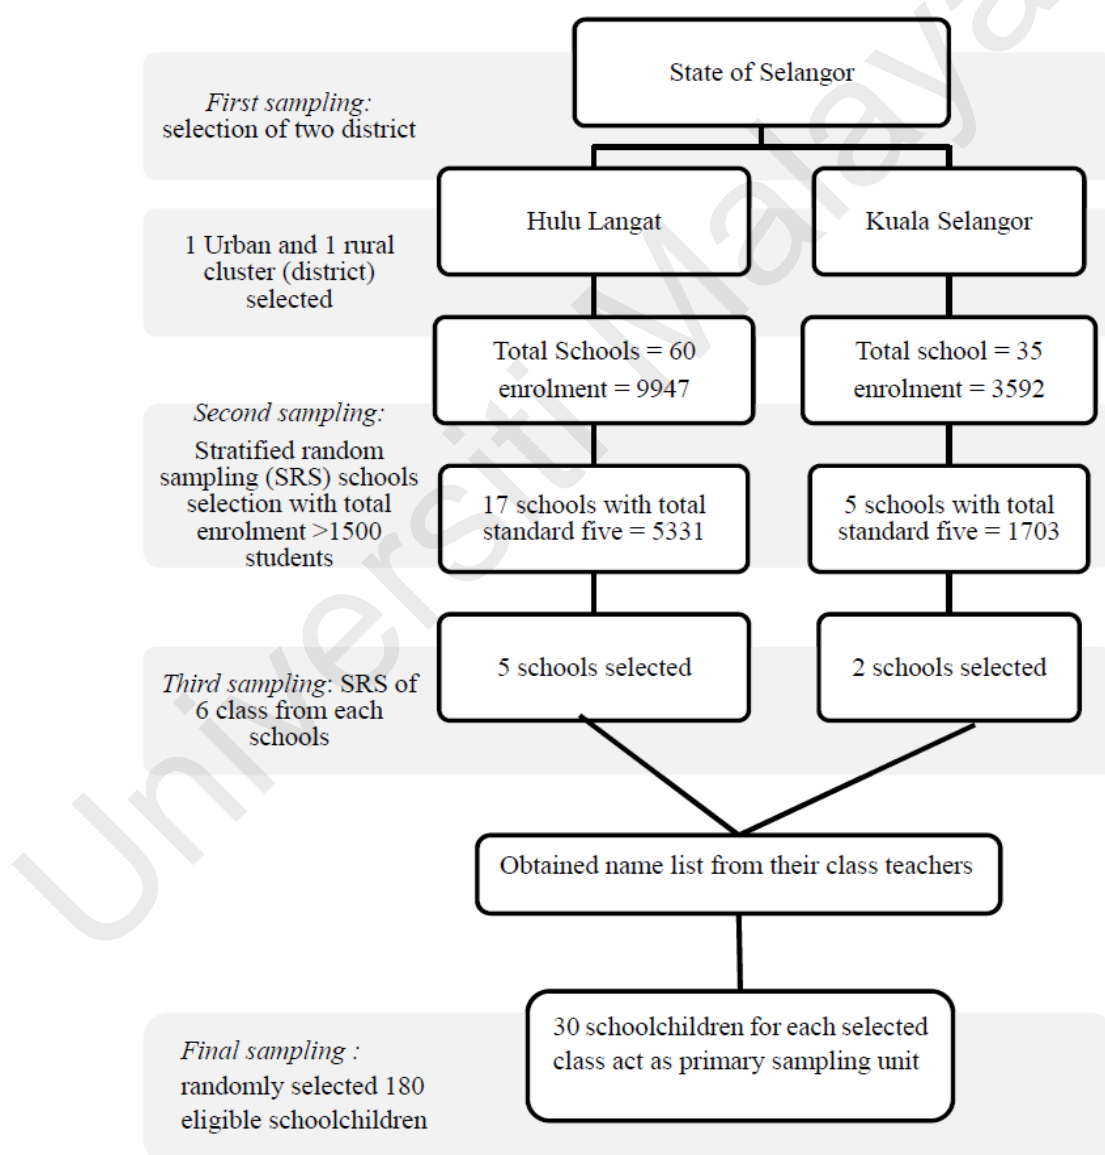 State of Selangor
First sampling:
selection of two district
Hulu Langat
Kuala Selangor
1 Urban and 1 rural
cluster (district)
selected
Total Schools = 60
enrolment = 9947
Total school = 35
enrolment = 3592
Second sampling:
Stratified random
sampling (SRS) schools
selection with total
enrolment >1500
students
17 schools with total
standard five = 5331
5 schools with total
standard five = 1703
5 schools selected
2 schools selected
Third sampling: SRS of
6 class from each
schools
Obtained name list from their class teachers
30 schoolchildren for each selected
class act as primary sampling unit
Final sampling :
randomly selected 180
eligible schoolchildren
Universiti Malaya